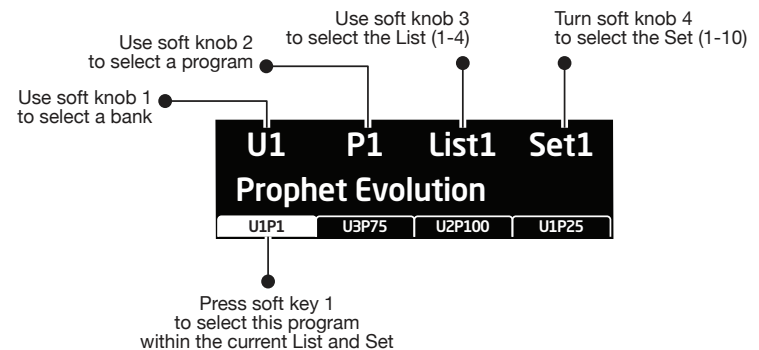 Use soft knob 1
to select a bank
Use soft knob 2
to select a program
Use soft knob 3
to select the List (1-4)
Turn soft knob 4
to select the Set (1-10)
U1 P1 List1 Set1
Prophet Evolution
U1P1 U3P75 U2P100 U1P25
Press soft key 1
to select this program
within the current List and Set